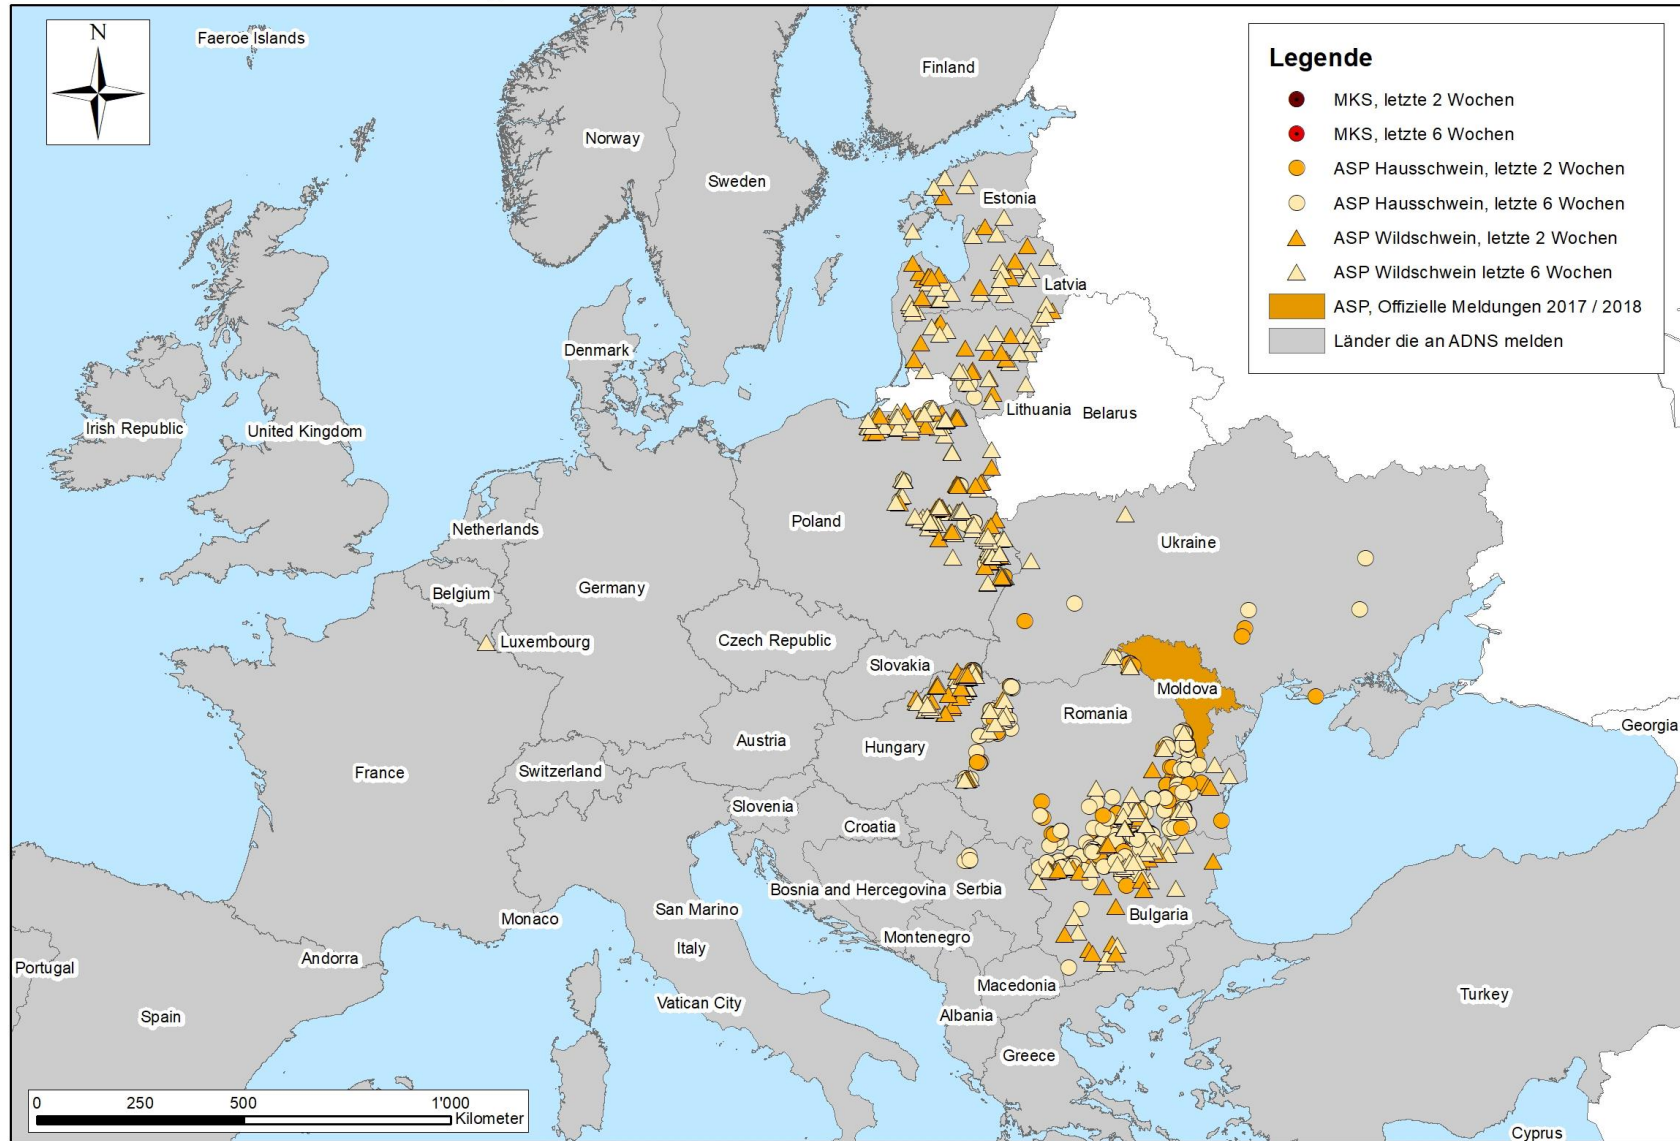 N
Faeroe Islands
Finland
Norway
Sweden
Estonia
Latvia
Denmark
Lithuania
Belarus
Irish Republic
United Kingdom
Netherlands
Poland
Ukraine
Belgium
Germany
Luxembourg
Czech Republic
Slovakia
Moldova
Romania
Georgia
Austria
Hungary
France
Switzerland
Slovenia
Croatia
Bosnia and Hercegovina
Serbia
San Marino
Monaco
Bulgaria
Montenegro
Italy
Andorra
Portugal
Macedonia
Vatican City
Albania
Turkey
Spain
Greece
Cyprus
Legende
MKS, letzte 2 Wochen
MKS, letzte 6 Wochen
ASP Hausschwein, letzte 2 Wochen
ASP Hausschwein, letzte 6 Wochen
ASP Wildschwein, letzte 2 Wochen
ASP Wildschwein letzte 6 Wochen
ASP, Offizielle Meldungen 2017 / 2018
Länder die an ADNS melden
0 250 500 1'000
Kilometer